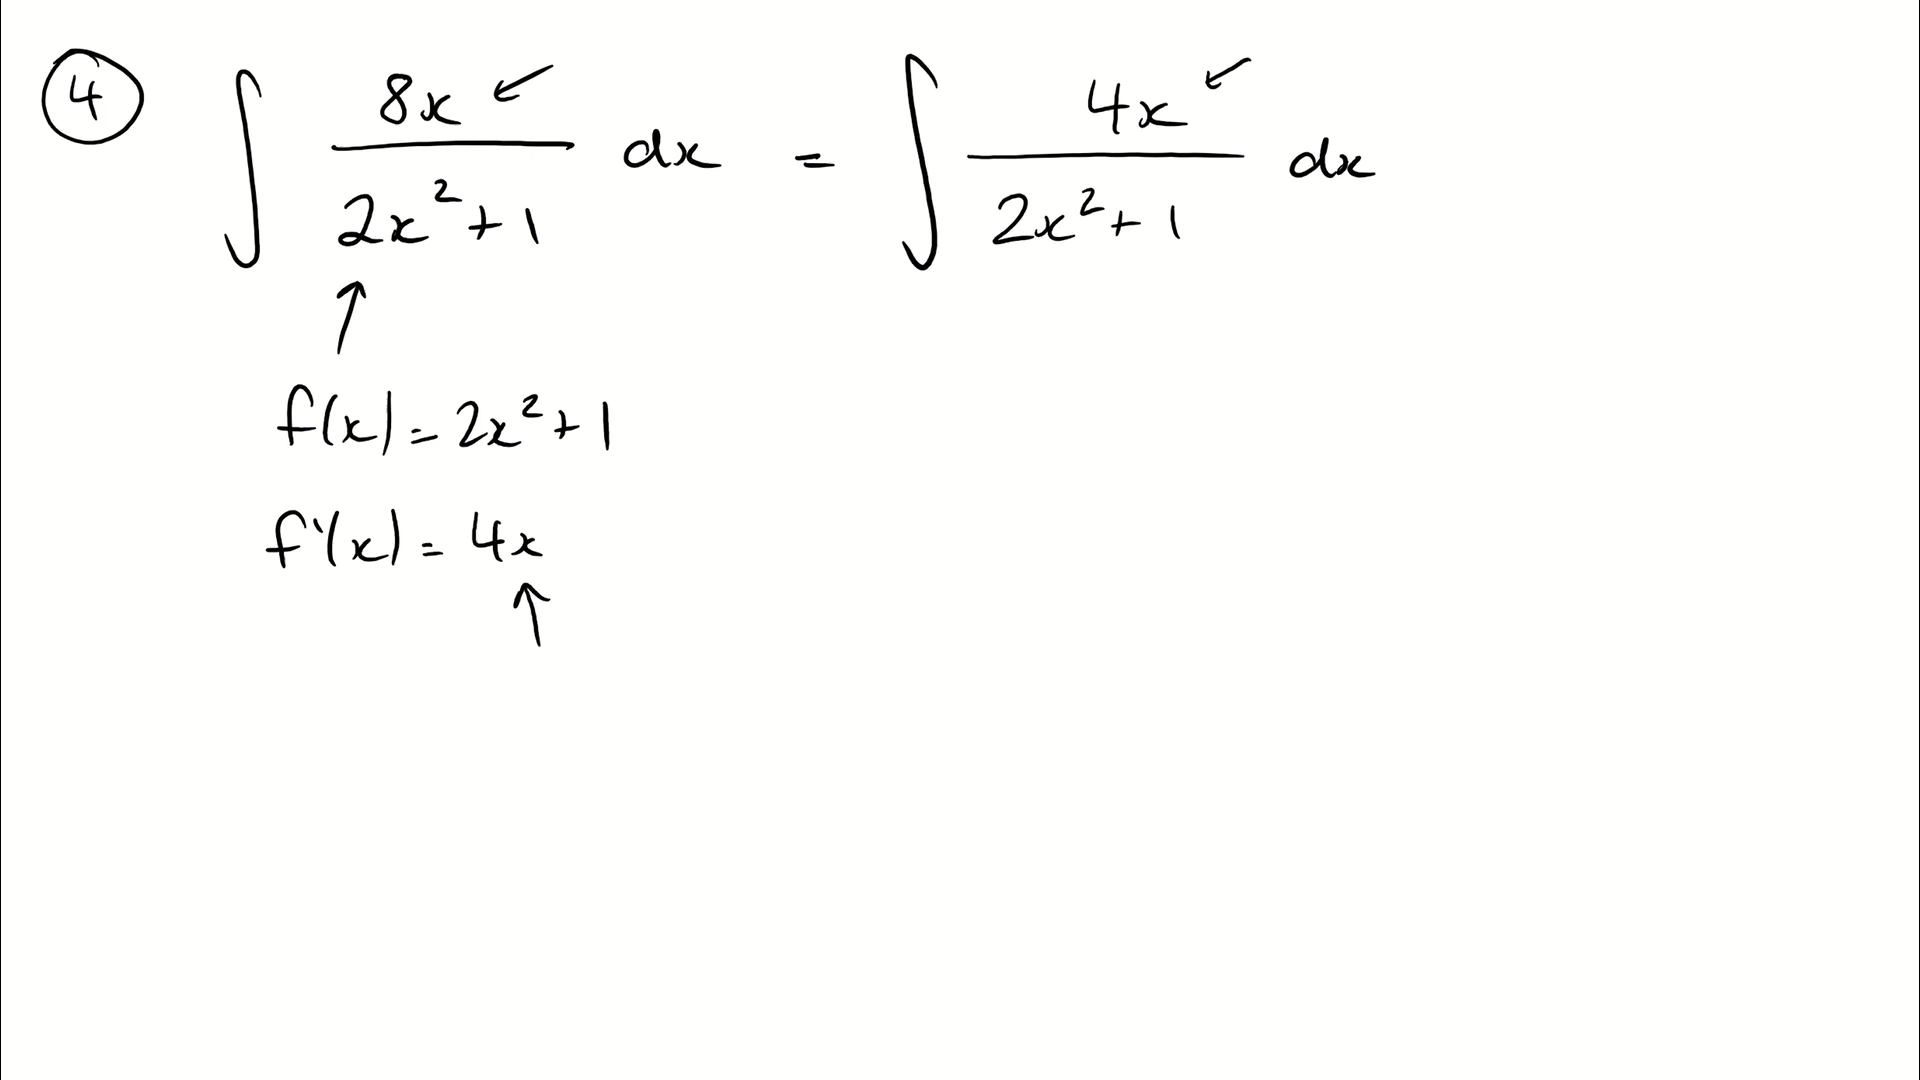 ④ ∫ 8x / 2x² + 1 dx = ∫ 4x / 2x² + 1 dx
f(x) = 2x² + 1
f'(x) = 4x